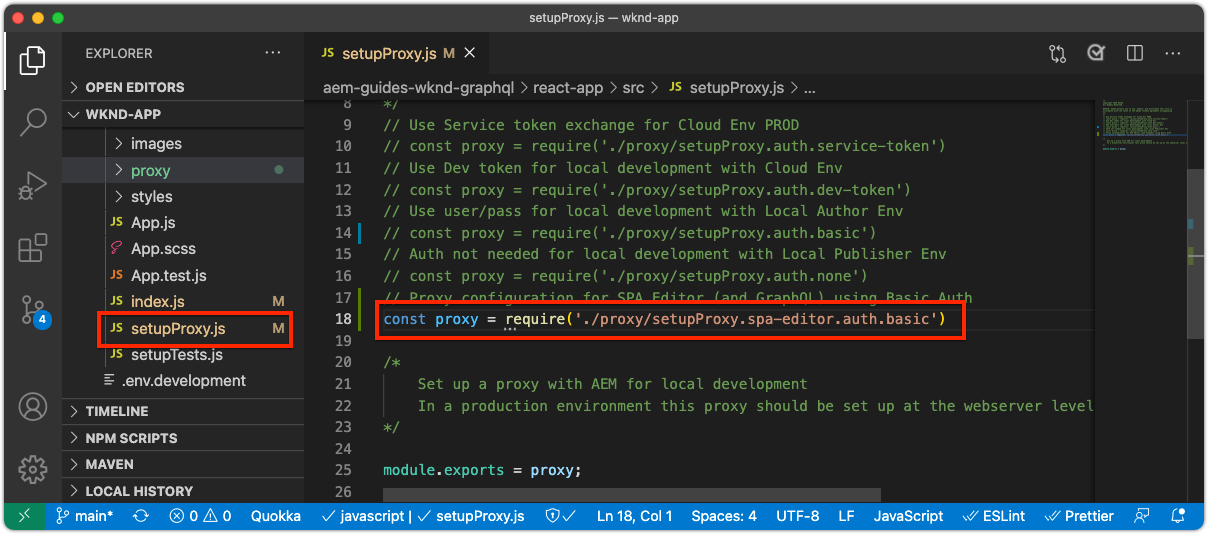 setupProxy.js — wknd-app
EXPLORER
OPEN EDITORS
WKND-APP
images
proxy
styles
JS App.js
App.scss
JS App.test.js
JS index.js M
JS setupProxy.js M
JS setupTests.js
.env.development
TIMELINE
NPM SCRIPTS
MAVEN
LOCAL HISTORY
4
JS setupProxy.js M
aem-guides-wknd-graphql > react-app > src > JS setupProxy.js > ...
8 */
9 // Use Service token exchange for Cloud Env PROD
10 // const proxy = require('./proxy/setupProxy.auth.service-token')
11 // Use Dev token for local development with Cloud Env
12 // const proxy = require('./proxy/setupProxy.auth.dev-token')
13 // Use user/pass for local development with Local Author Env
14 // const proxy = require('./proxy/setupProxy.auth.basic')
15 // Auth not needed for local development with Local Publisher Env
16 // const proxy = require('./proxy/setupProxy.auth.none')
17 // Proxy configuration for SPA Editor (and GraphQL) using Basic Auth
18 const proxy = require('./proxy/setupProxy.spa-editor.auth.basic')
19
20 /*
21 Set up a proxy with AEM for local development
22 In a production environment this proxy should be set up at the webserver level
23 */
24
25 module.exports = proxy;
26
main* 0 0 Quokka javascript | setupProxy.js Ln 18, Col 1 Spaces: 4 UTF-8 LF JavaScript ESLint Prettier